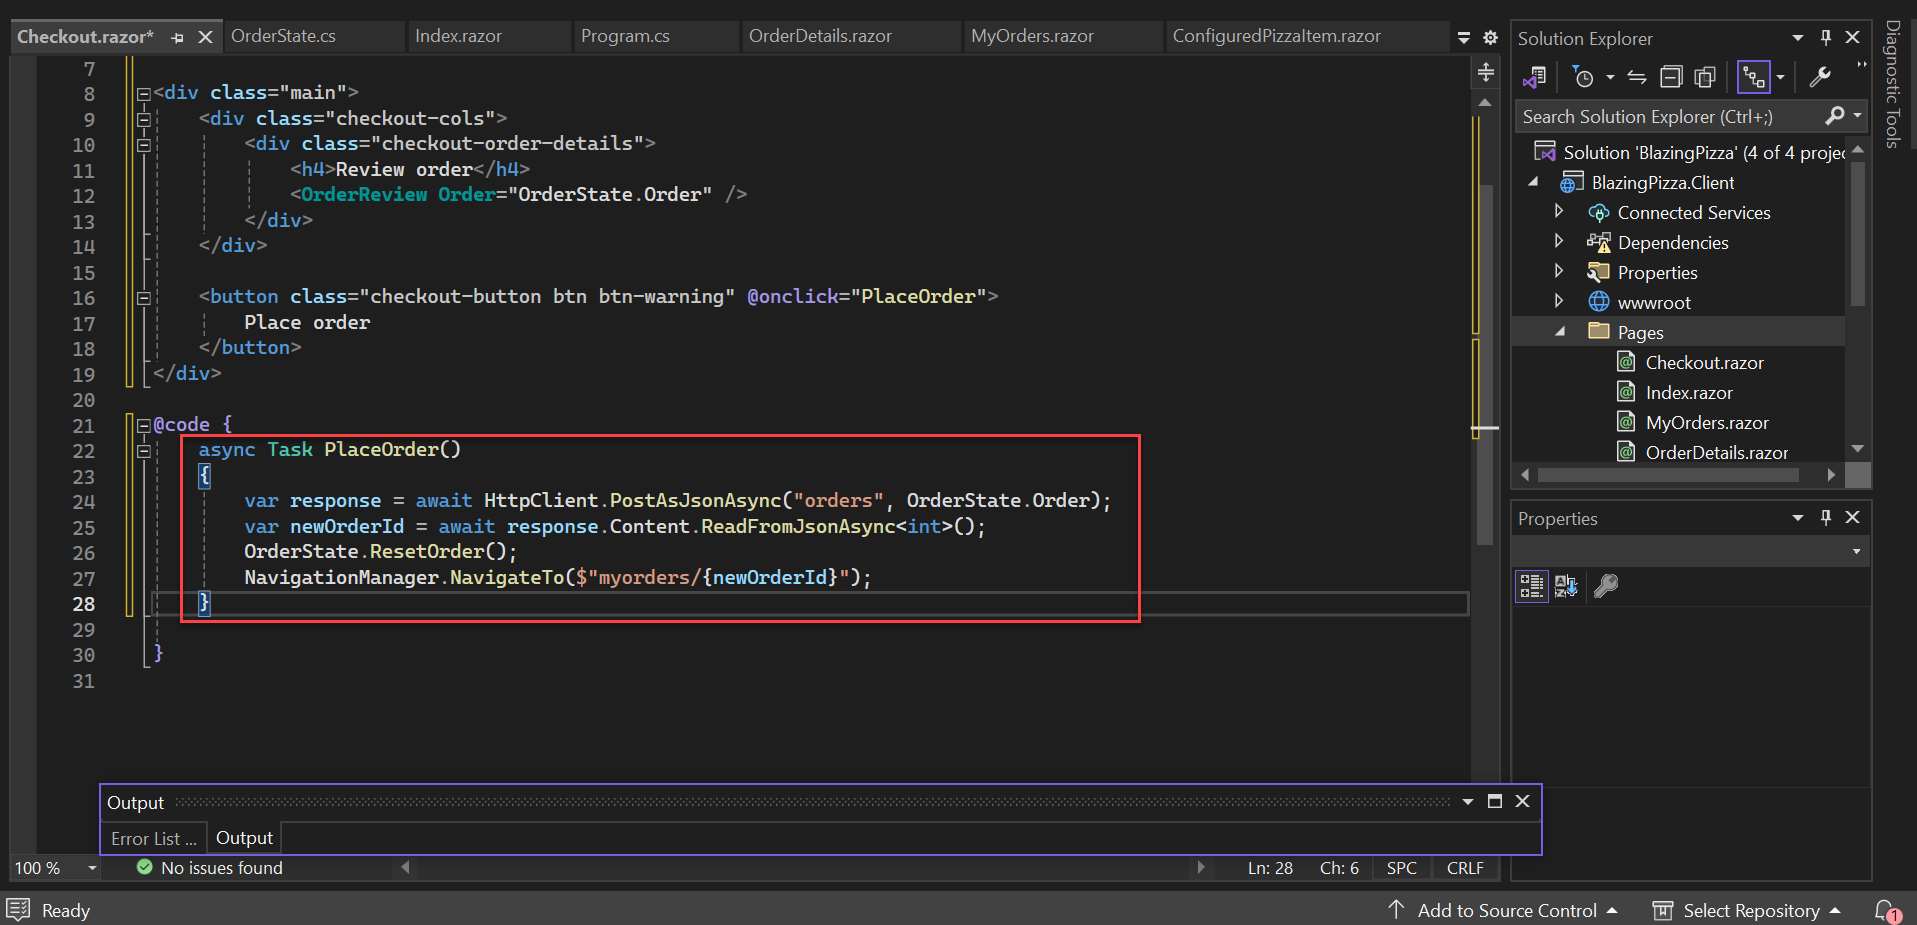 Checkout.razor*
OrderState.cs
Index.razor
Program.cs
OrderDetails.razor
MyOrders.razor
ConfiguredPizzaItem.razor
7
8 <div class="main">
9 <div class="checkout-cols">
10 <div class="checkout-order-details">
11 <h4>Review order</h4>
12 <OrderReview Order="OrderState.Order" />
13 </div>
14 </div>
15
16 <button class="checkout-button btn btn-warning" @onclick="PlaceOrder">
17 Place order
18 </button>
19 </div>
20
21 @code {
22 async Task PlaceOrder()
23 {
24 var response = await HttpClient.PostAsJsonAsync("orders", OrderState.Order);
25 var newOrderId = await response.Content.ReadFromJsonAsync<int>();
26 OrderState.ResetOrder();
27 NavigationManager.NavigateTo($"myorders/{newOrderId}");
28 }
29
30 }
31
Output
Error List ...
Output
100 %
No issues found
Ln: 28
Ch: 6
SPC
CRLF
Solution Explorer
Search Solution Explorer (Ctrl+;)
Solution 'BlazingPizza' (4 of 4 projec
BlazingPizza.Client
Connected Services
Dependencies
Properties
wwwroot
Pages
Checkout.razor
Index.razor
MyOrders.razor
OrderDetails.razor
Properties
Diagnostic Tools
Ready
Add to Source Control
Select Repository
1